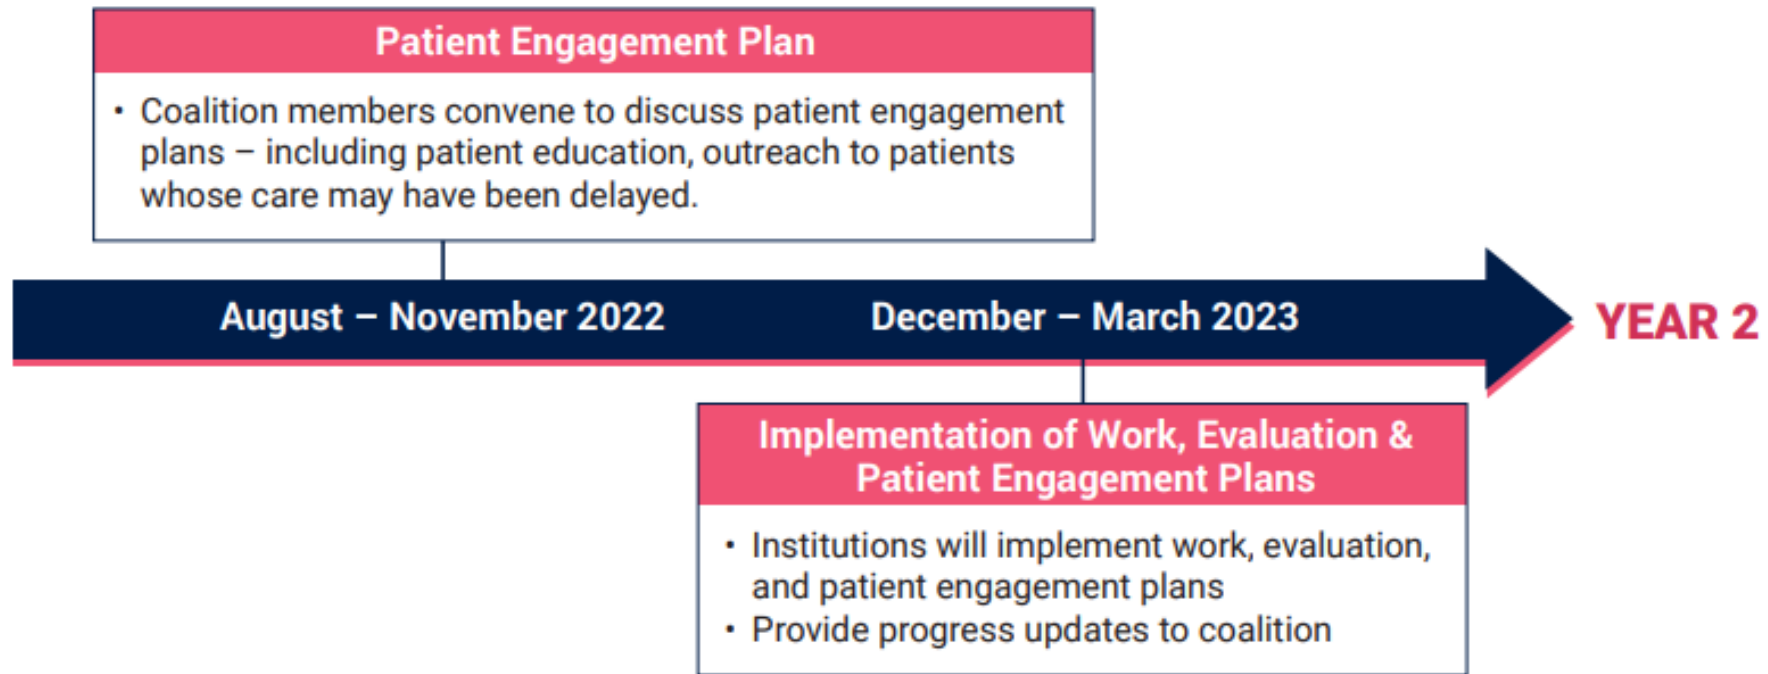 Patient Engagement Plan
• Coalition members convene to discuss patient engagement
plans – including patient education, outreach to patients
whose care may have been delayed.
August – November 2022
December – March 2023
YEAR 2
Implementation of Work, Evaluation &
Patient Engagement Plans
• Institutions will implement work, evaluation,
and patient engagement plans
• Provide progress updates to coalition